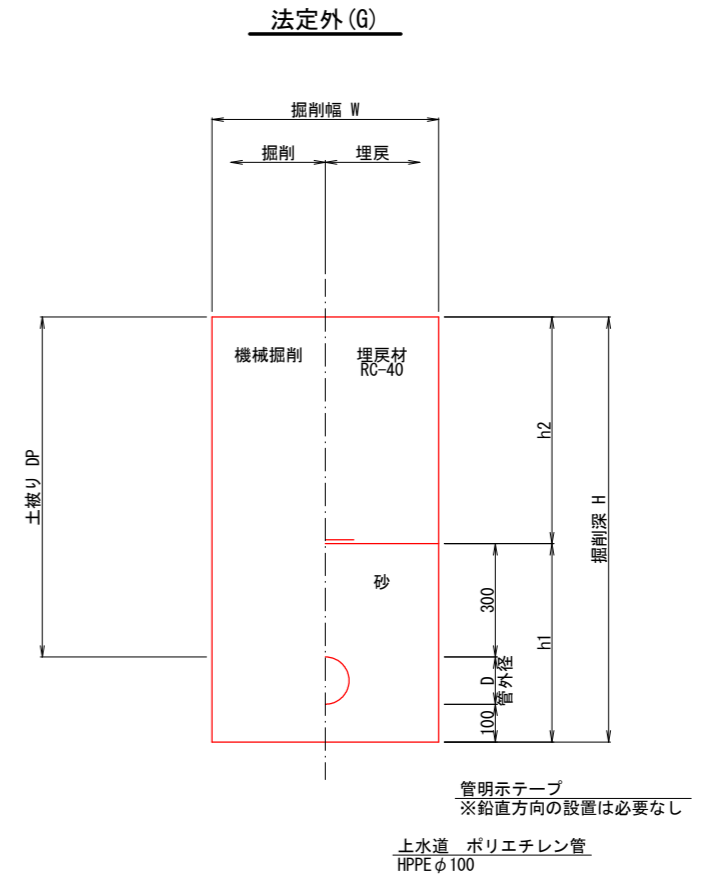 法定外(G)
掘削幅 W
掘削
埋戻
機械掘削
埋戻材
RC-40
土被り DP
h2
掘削深 H
砂
300
h1
D
管外径
100
管明示テープ
※鉛直方向の設置は必要なし
上水道 ポリエチレン管
HPPEφ100